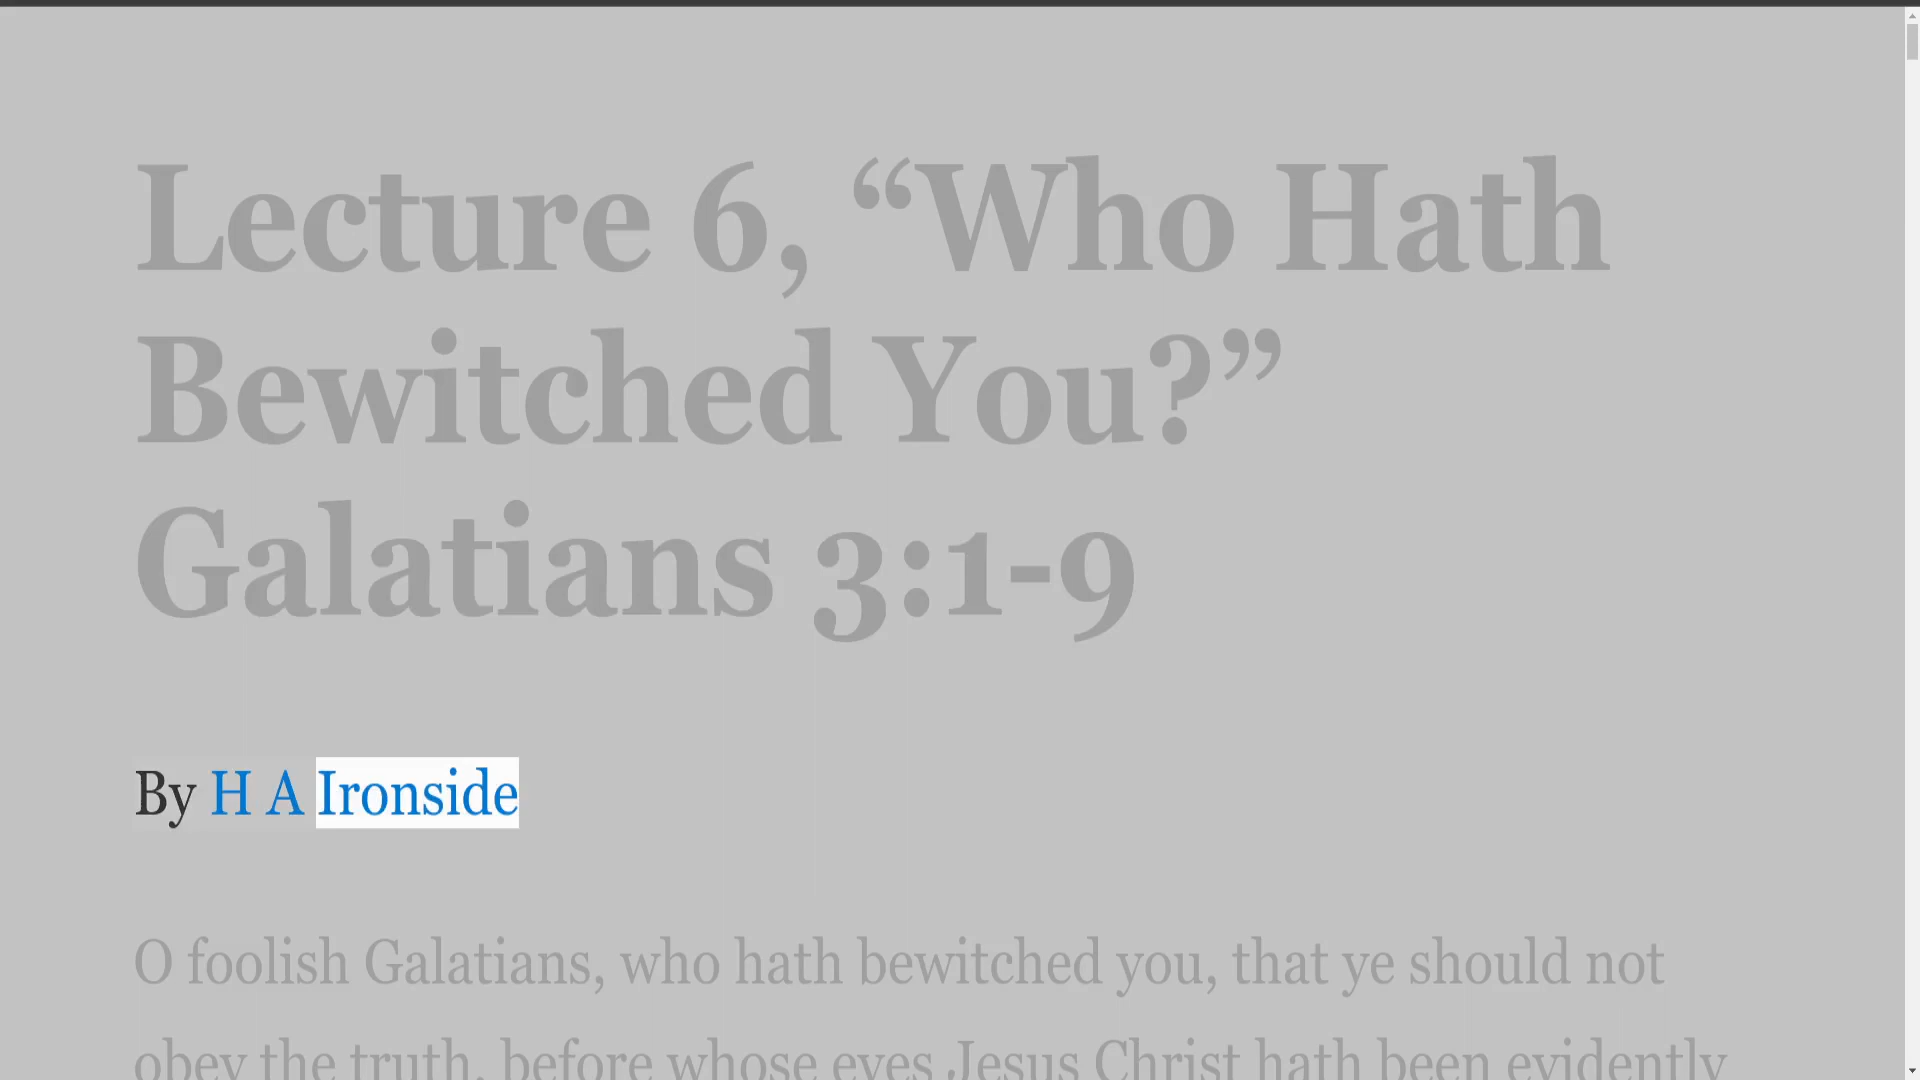 Lecture 6, “Who Hath
Bewitched You?”
Galatians 3:1-9
By H A Ironside
O foolish Galatians, who hath bewitched you, that ye should not
obey the truth, before whose eyes Jesus Christ hath been evidently